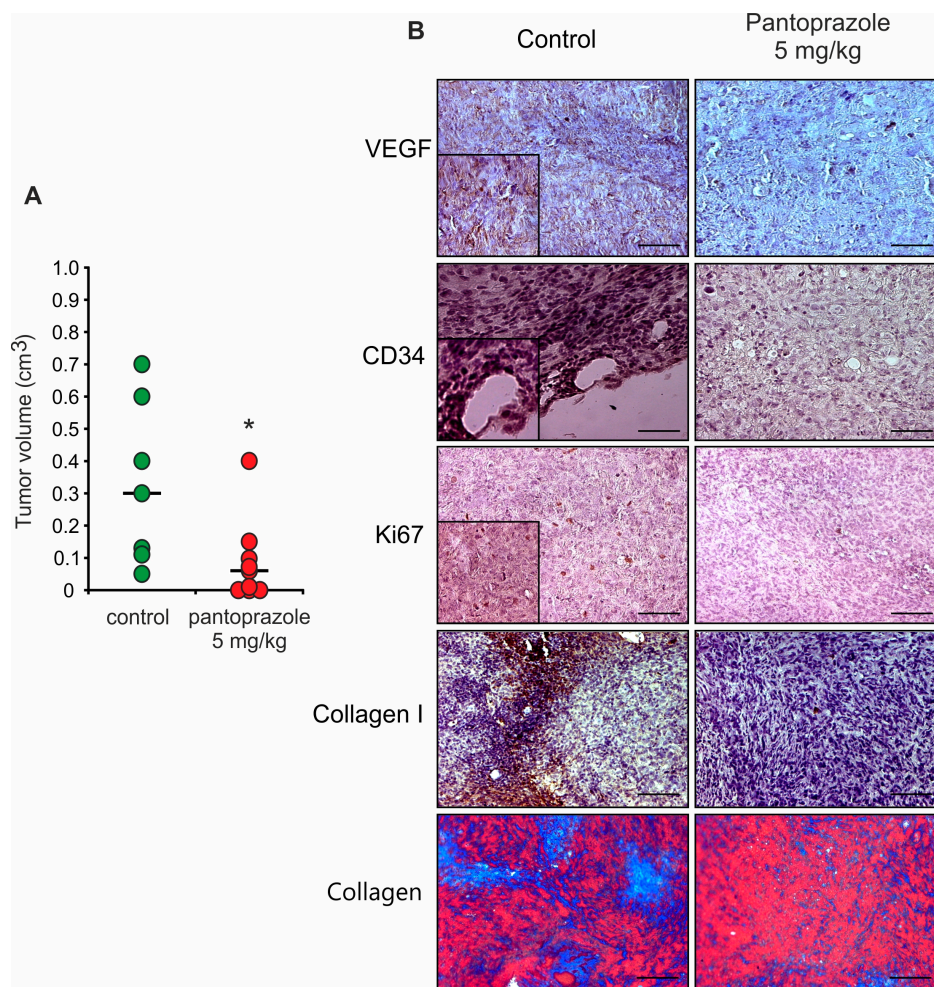 A
Tumor volume (cm3)
1.0
0.9
0.8
0.7
0.6
0.5
0.4
0.3
0.2
0.1
0
*
control
pantoprazole
5 mg/kg
B
Control
Pantoprazole
5 mg/kg
VEGF
CD34
Ki67
Collagen I
Collagen